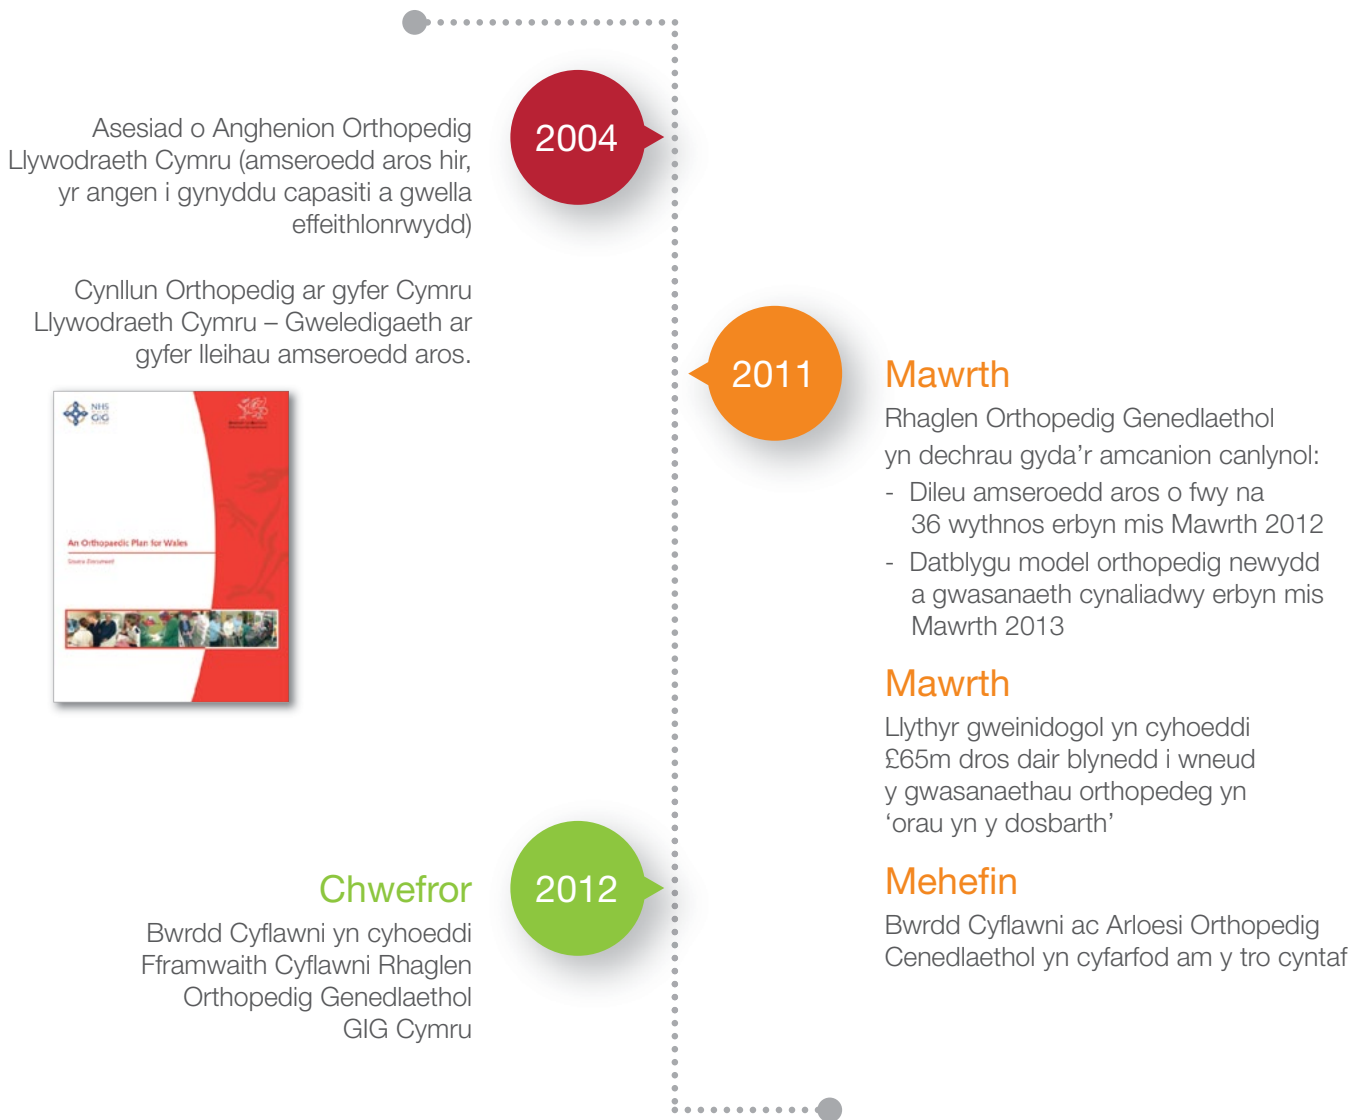 2004
Asesiad o Anghenion Orthopedig
Llywodraeth Cymru (amseroedd aros hir,
yr angen i gynyddu capasiti a gwella
effeithlonrwydd)
Cynllun Orthopedig ar gyfer Cymru
Llywodraeth Cymru – Gweledigaeth ar
gyfer lleihau amseroedd aros.
NHS
GIG
An Orthopaedic Plan for Wales
Source Document
2011
Mawrth
Rhaglen Orthopedig Genedlaethol
yn dechrau gyda’r amcanion canlynol:
- Dileu amseroedd aros o fwy na
36 wythnos erbyn mis Mawrth 2012
- Datblygu model orthopedig newydd
a gwasanaeth cynaliadwy erbyn mis
Mawrth 2013
Mawrth
Llythyr gweinidogol yn cyhoeddi
£65m dros dair blynedd i wneud
y gwasanaethau orthopedeg yn
‘orau yn y dosbarth’
Mehefin
Bwrdd Cyflawni ac Arloesi Orthopedig
Cenedlaethol yn cyfarfod am y tro cyntaf
2012
Chwefror
Bwrdd Cyflawni yn cyhoeddi
Fframwaith Cyflawni Rhaglen
Orthopedig Genedlaethol
GIG Cymru